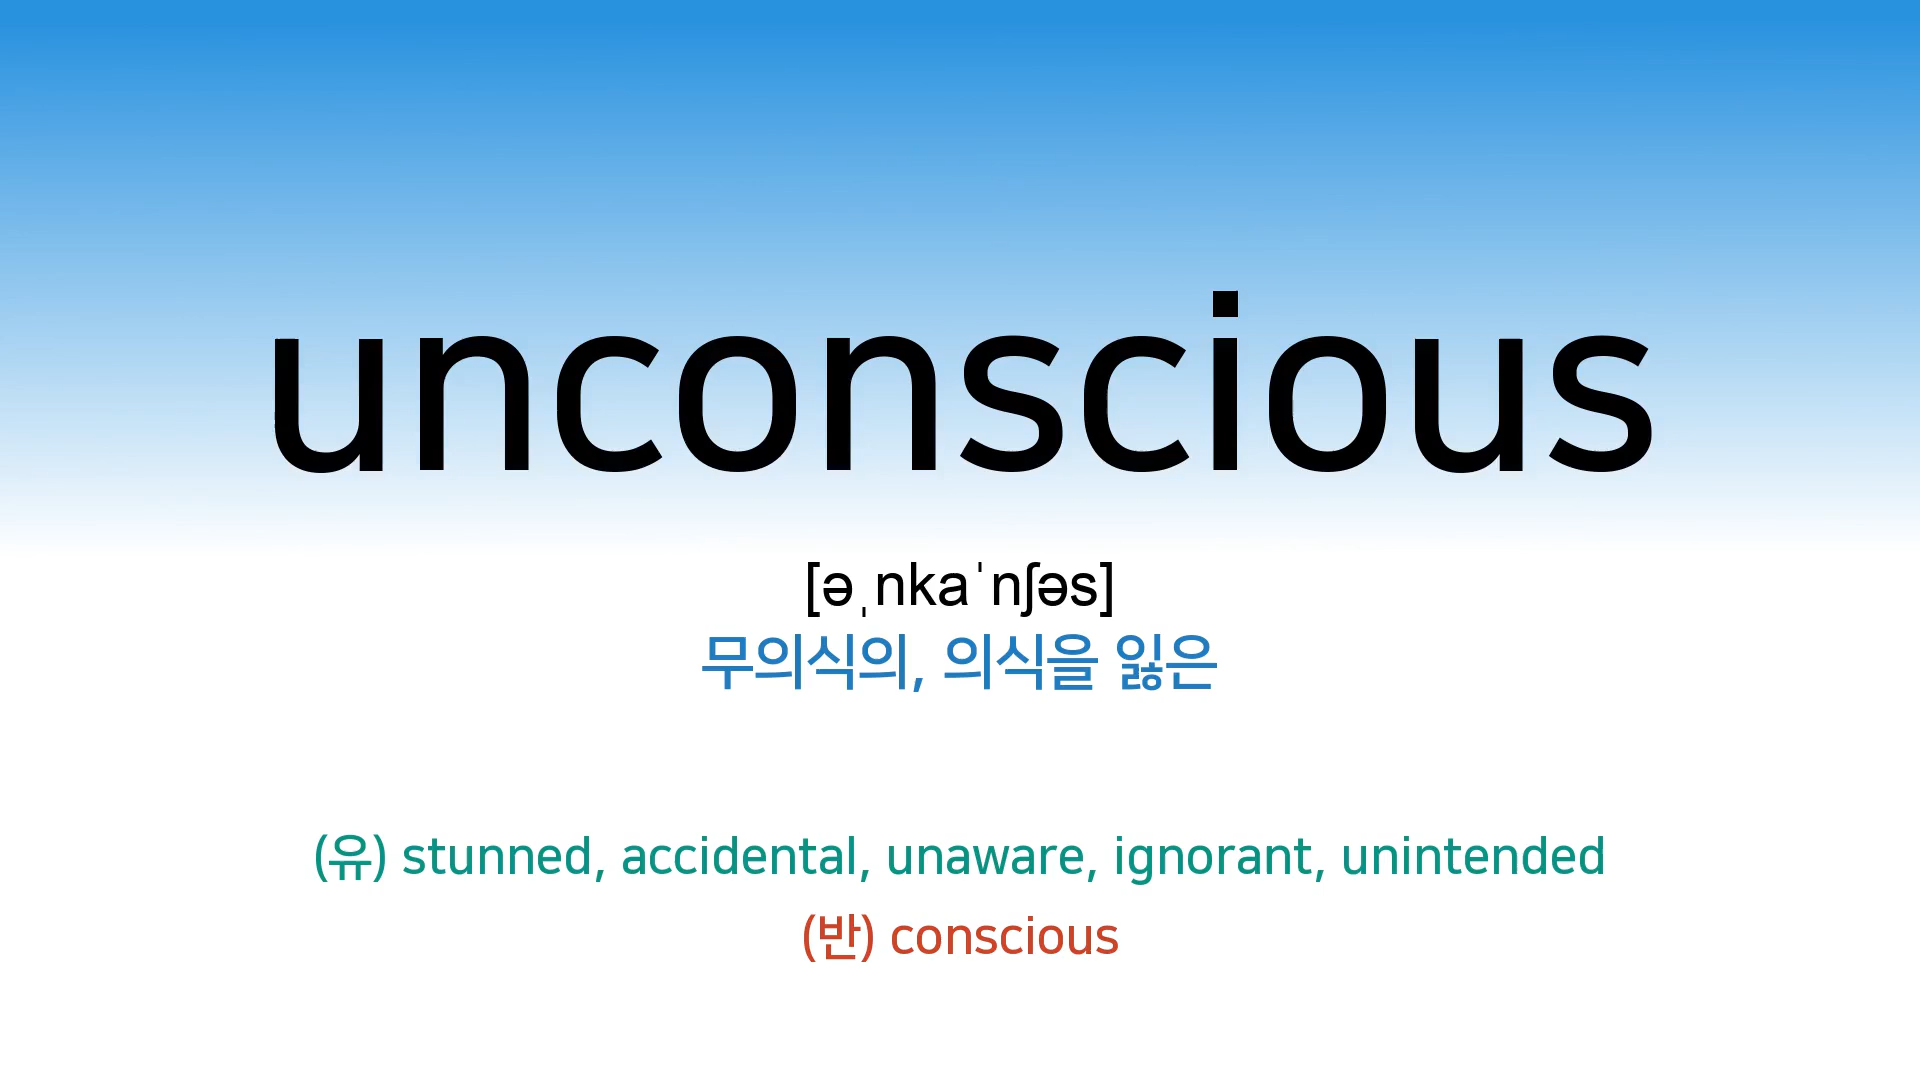 unconscious
[əˌnkaˈnʃəs]
무의식의, 의식을 잃은
(유) stunned, accidental, unaware, ignorant, unintended
(반) conscious